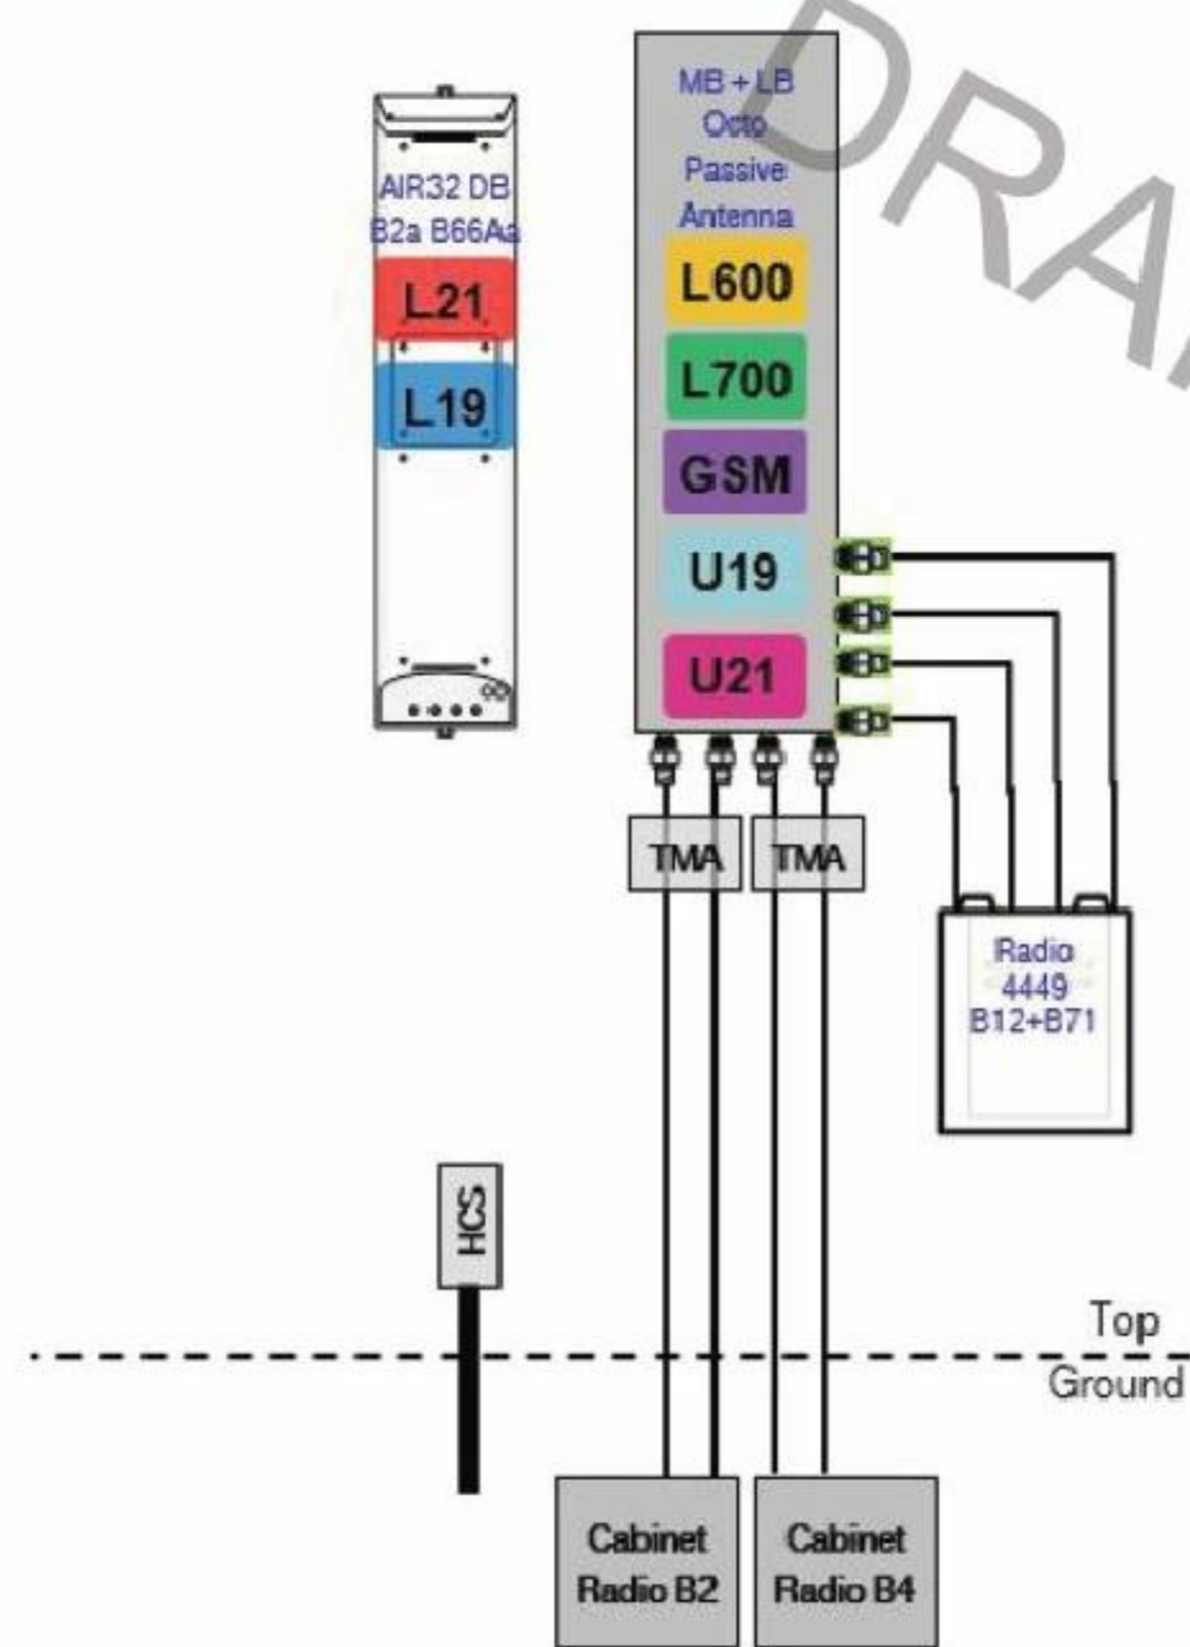 AIR32 DB
B2a B66Aa
L21
L19
MB + LB
Octo
Passive
Antenna
L600
L700
GSM
U19
U21
TMA
TMA
Radio
4449
B12+B71
HCS
Top
Ground
Cabinet
Radio B2
Cabinet
Radio B4